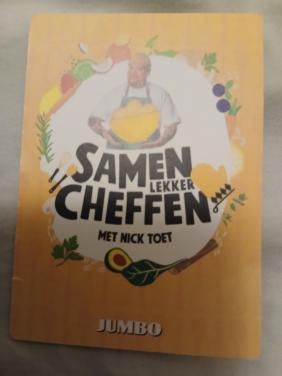 SAMEN
LEKKER
CHEFFEN
MET NICK TOET
JUMBO